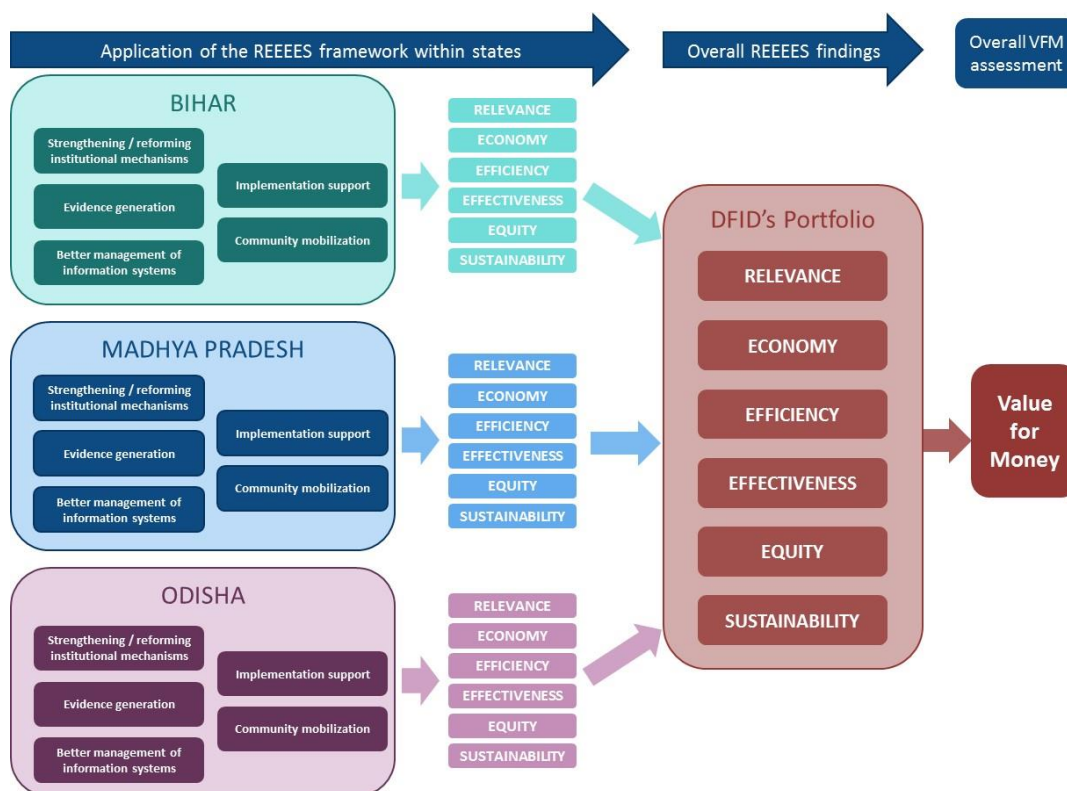 Application of the REEEES framework within states
Overall REEEES findings
Overall VFM
assessment
BIHAR
Strengthening / reforming
institutional mechanisms
Evidence generation
Better management of
information systems
Implementation support
Community mobilization
RELEVANCE
ECONOMY
EFFICIENCY
EFFECTIVENESS
EQUITY
SUSTAINABILITY
MADHYA PRADESH
Strengthening / reforming
institutional mechanisms
Evidence generation
Better management of
information systems
Implementation support
Community mobilization
RELEVANCE
ECONOMY
EFFICIENCY
EFFECTIVENESS
EQUITY
SUSTAINABILITY
ODISHA
Strengthening / reforming
institutional mechanisms
Evidence generation
Better management of
information systems
Implementation support
Community mobilization
RELEVANCE
ECONOMY
EFFICIENCY
EFFECTIVENESS
EQUITY
SUSTAINABILITY
DFID's Portfolio
RELEVANCE
ECONOMY
EFFICIENCY
EFFECTIVENESS
EQUITY
SUSTAINABILITY
Value
for
Money